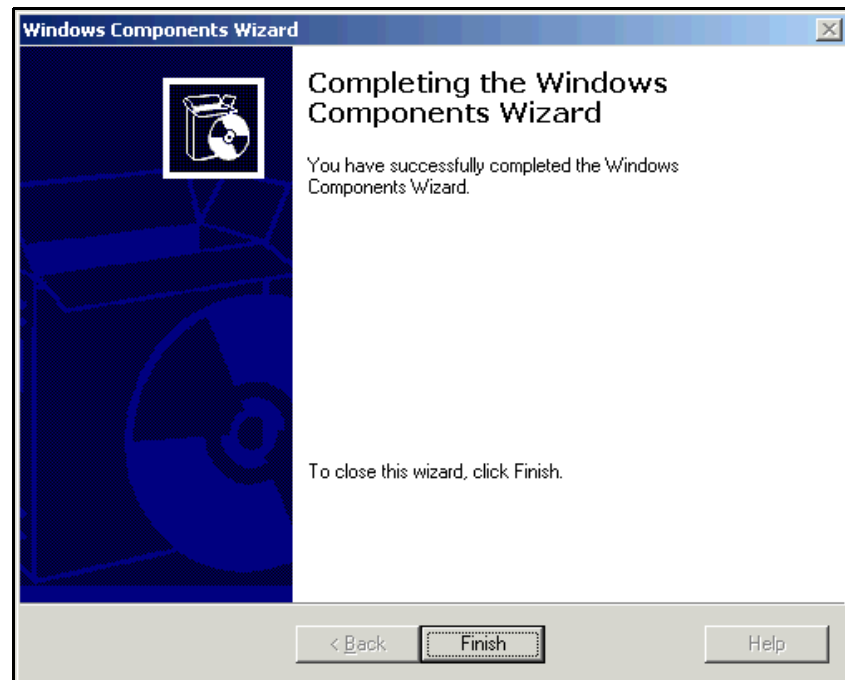 Windows Components Wizard
Completing the Windows
Components Wizard
You have successfully completed the Windows
Components Wizard.
To close this wizard, click Finish.
< Back
Finish
Help